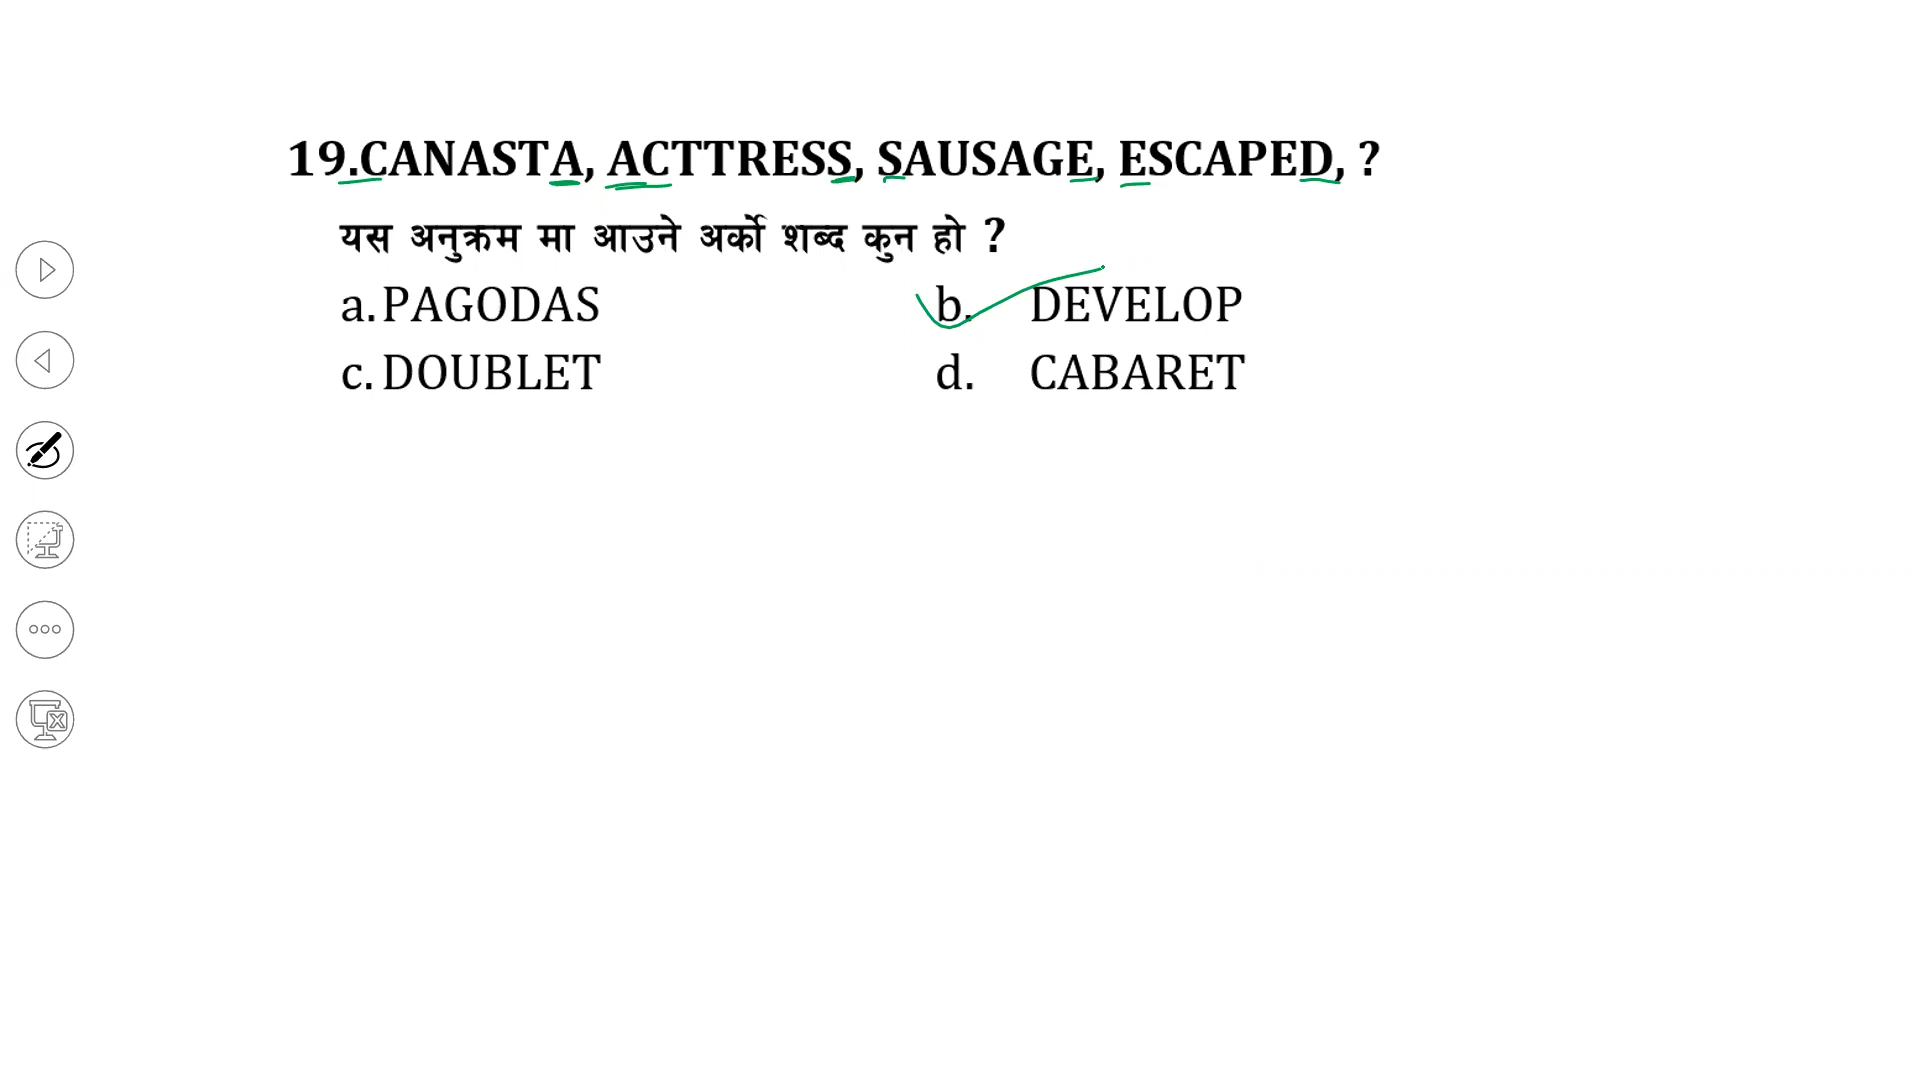 19.CANASTA, ACTTRESS, SAUSAGE, ESCAPED, ?
यस अनुक्रम मा आउने अर्को शब्द कुन हो ?
a. PAGODAS b. DEVELOP
c. DOUBLET d. CABARET